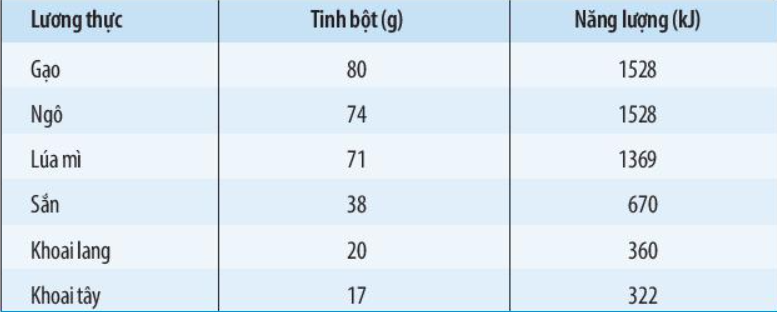 Lương thực Tinh bột (g) Năng lượng (kJ)
Gạo 80 1528
Ngô 74 1528
Lúa mì 71 1369
Sắn 38 670
Khoai lang 20 360
Khoai tây 17 322